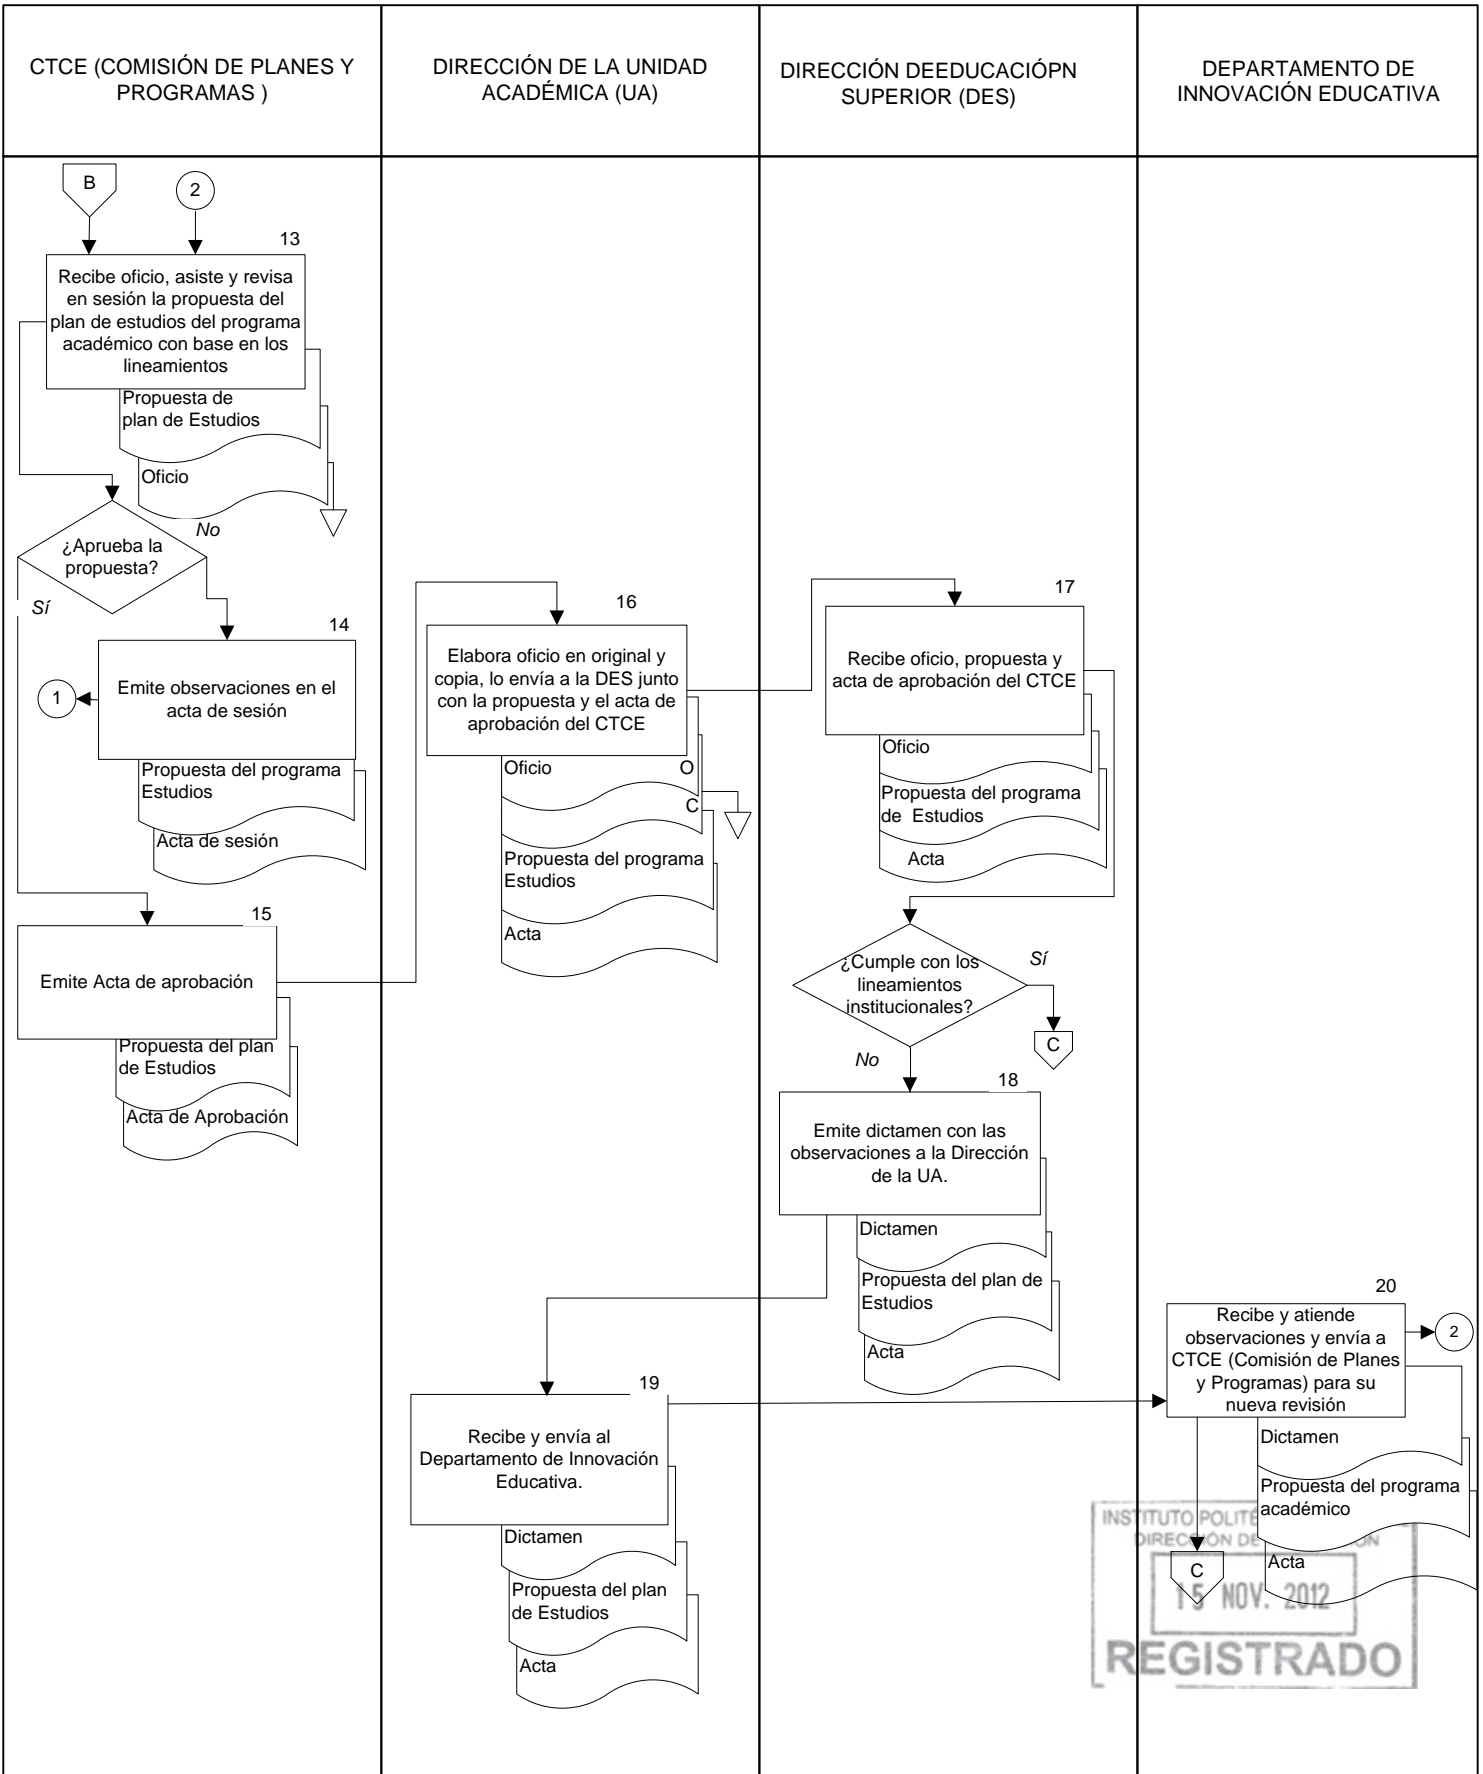 CTCE (COMISIÓN DE PLANES Y
PROGRAMAS )
DIRECCIÓN DE LA UNIDAD
ACADÉMICA (UA)
DIRECCIÓN DEEDUCACIÓPN
SUPERIOR (DES)
DEPARTAMENTO DE
INNOVACIÓN EDUCATIVA
B
2
13
Recibe oficio, asiste y revisa
en sesión la propuesta del
plan de estudios del programa
académico con base en los
lineamientos
Propuesta de
plan de Estudios
Oficio
No
¿Aprueba la
propuesta?
Sí
14
Emite observaciones en el
acta de sesión
1
Propuesta del programa
Estudios
Acta de sesión
15
Emite Acta de aprobación
Propuesta del plan
de Estudios
Acta de Aprobación
16
Elabora oficio en original y
copia, lo envía a la DES junto
con la propuesta y el acta de
aprobación del CTCE
Oficio
O
C
Propuesta del programa
Estudios
Acta
17
Recibe oficio, propuesta y
acta de aprobación del CTCE
Oficio
Propuesta del programa
de Estudios
Acta
¿Cumple con los
lineamientos
institucionales?
Sí
C
No
18
Emite dictamen con las
observaciones a la Dirección
de la UA.
Dictamen
Propuesta del plan de
Estudios
Acta
19
Recibe y envía al
Departamento de Innovación
Educativa.
Dictamen
Propuesta del plan
de Estudios
Acta
20
Recibe y atiende
observaciones y envía a
CTCE (Comisión de Planes
y Programas) para su
nueva revisión
2
Dictamen
Propuesta del programa
académico
Acta
C
INSTITUTO
DIRECCIÓN DE
15 NOV. 2012
REGISTRADO